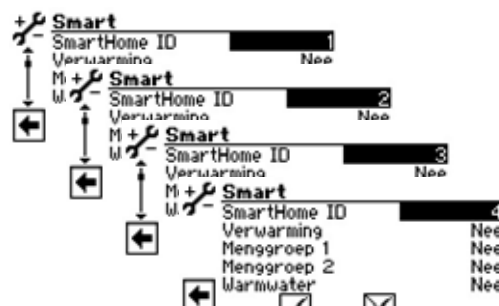 Smart
SmartHome ID 1
Verwarming Nee
M Smart
W SmartHome ID 2
Verwarming Nee
M Smart
W SmartHome ID 3
Verwarming Nee
M Smart
W. SmartHome ID 4
Verwarming Nee
Menggroep 1 Nee
Menggroep 2 Nee
Warmwater Nee